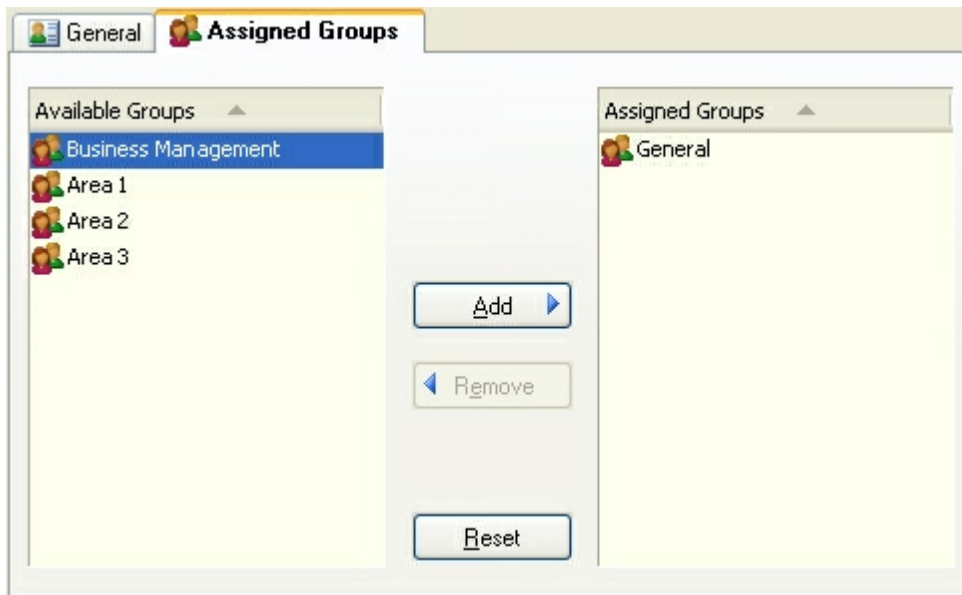 General
Assigned Groups
Available Groups
Business Management
Area 1
Area 2
Area 3
Add
Remove
Reset
Assigned Groups
General